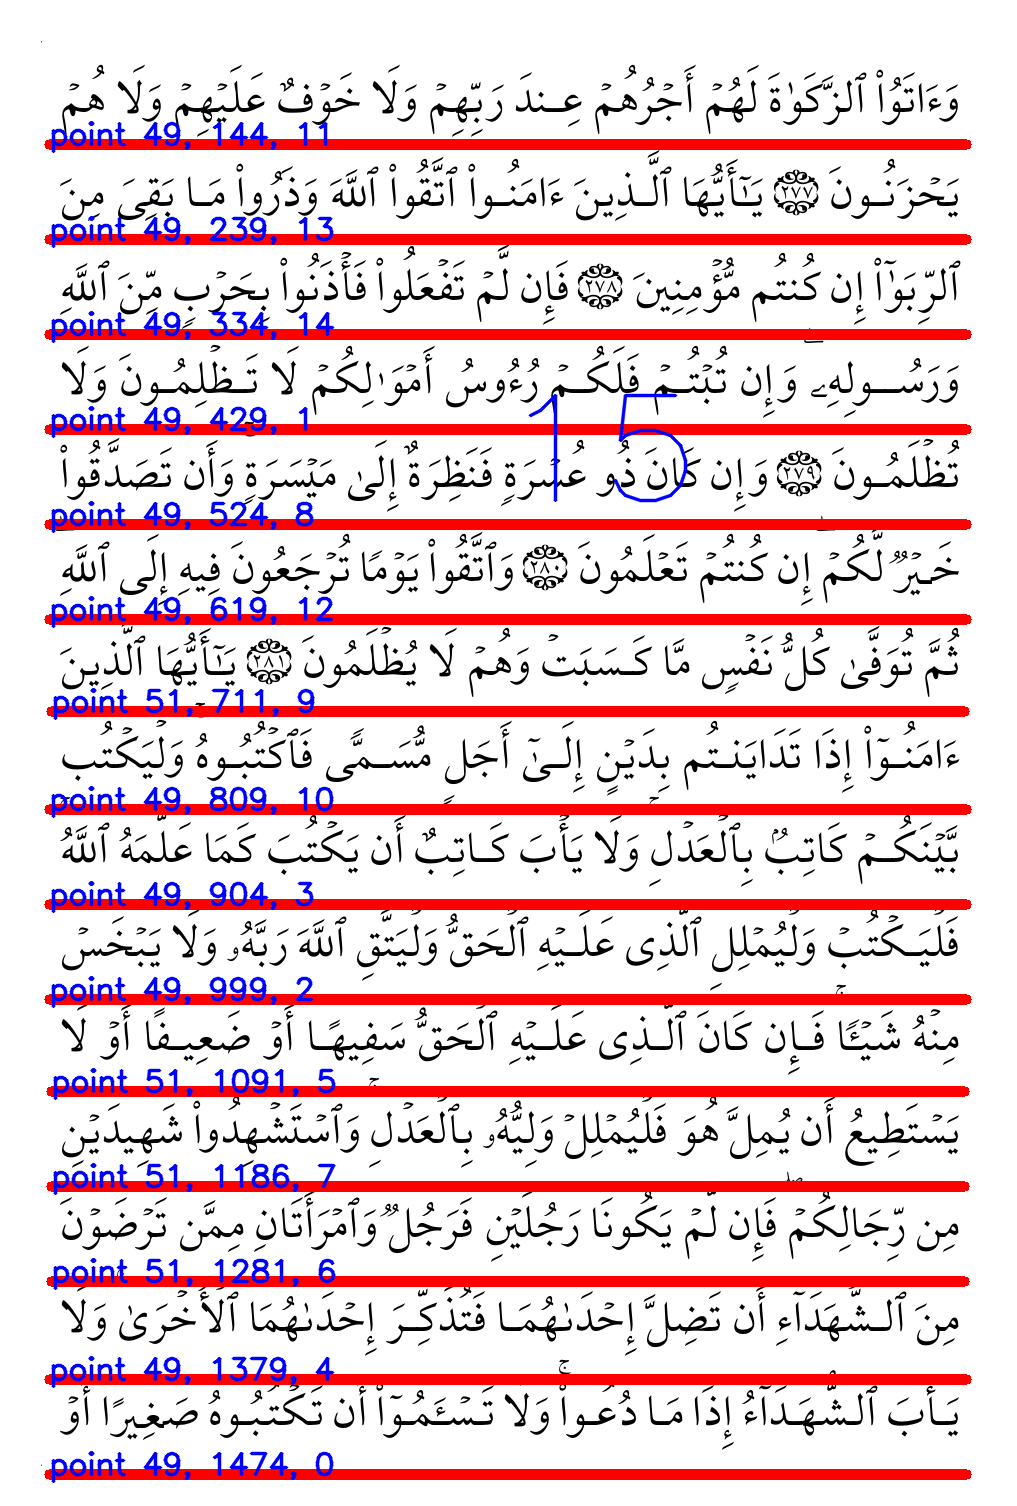 وَءَاتَوُا۟ ٱلزَّكَوٰةَ لَهُمۡ أَجۡرُهُمۡ عِندَ رَبِّهِمۡ وَلَا خَوۡفٌ عَلَيۡهِمۡ وَلَا هُمۡ
point 49, 144, 11
يَحۡزَنُونَ ٢٧٧ يَـٰٓأَيُّهَا ٱلَّذِينَ ءَامَنُوا۟ ٱتَّقُوا۟ ٱللَّهَ وَذَرُوا۟ مَا بَقِىَ مِنَ
point 49, 239, 13
ٱلرِّبَوٰٓا۟ إِن كُنتُم مُّؤۡمِنِينَ ٢٧٨ فَإِن لَّمۡ تَفۡعَلُوا۟ فَأۡذَنُوا۟ بِحَرۡبٍ مِّنَ ٱللَّهِ
point 49, 334, 14
وَرَسُولِهِۦۖ وَإِن تُبۡتُمۡ فَلَكُمۡ رُءُوسُ أَمۡوَٰلِكُمۡ لَا تَظۡلِمُونَ وَلَا
point 49, 429, 1
15
تُظۡلَمُونَ ٢٧٩ وَإِن كَانَ ذُو عُسۡرَةٍ فَنَظِرَةٌ إِلَىٰ مَيۡسَرَةٍۚ وَأَن تَصَدَّقُوا۟
point 49, 524, 8
خَيۡرٌ لَّكُمۡۖ إِن كُنتُمۡ تَعۡلَمُونَ ٢٨٠ وَٱتَّقُوا۟ يَوۡمًا تُرۡجَعُونَ فِيهِ إِلَى ٱللَّهِ
point 49, 619, 12
ثُمَّ تُوَفَّىٰ كُلُّ نَفۡسٍ مَّا كَسَبَتۡ وَهُمۡ لَا يُظۡلَمُونَ ٢٨١ يَـٰٓأَيُّهَا ٱلَّذِينَ
point 51, 711, 9
ءَامَنُوٓا۟ إِذَا تَدَايَنتُم بِدَيۡنٍ إِلَىٰٓ أَجَلٍ مُّسَمًّى فَٱكۡتُبُوهُۚ وَلۡيَكۡتُب
point 49, 809, 10
بَّيۡنَكُمۡ كَاتِبٌۢ بِٱلۡعَدۡلِۚ وَلَا يَأۡبَ كَاتِبٌ أَن يَكۡتُبَ كَمَا عَلَّمَهُ ٱللَّهُۚ
point 49, 904, 3
فَلۡيَكۡتُبۡ وَلۡيُمۡلِلِ ٱلَّذِى عَلَيۡهِ ٱلۡحَقُّ وَلۡيَتَّقِ ٱللَّهَ رَبَّهُۥ وَلَا يَبۡخَسۡ
point 49, 999, 2
مِنۡهُ شَيۡـًٔاۚ فَإِن كَانَ ٱلَّذِى عَلَيۡهِ ٱلۡحَقُّ سَفِيهًا أَوۡ ضَعِيفًا أَوۡ لَا
point 51, 1091, 5
يَسۡتَطِيعُ أَن يُمِلَّ هُوَ فَلۡيُمۡلِلۡ وَلِيُّهُۥ بِٱلۡعَدۡلِۚ وَٱسۡتَشۡهِدُوا۟ شَهِيدَيۡنِ
point 51, 1186, 7
مِن رِّجَالِكُمۡۖ فَإِن لَّمۡ يَكُونَا رَجُلَيۡنِ فَرَجُلٌ وَٱمۡرَأَتَانِ مِمَّن تَرۡضَوۡنَ
point 51, 1281, 6
مِنَ ٱلشُّهَدَآءِ أَن تَضِلَّ إِحۡدَىٰهُمَا فَتُذَكِّرَ إِحۡدَىٰهُمَا ٱلۡأُخۡرَىٰۚ وَلَا
point 49, 1379, 4
يَأۡبَ ٱلشُّهَدَآءُ إِذَا مَا دُعُوا۟ۚ وَلَا تَسۡـَٔمُوٓا۟ أَن تَكۡتُبُوهُ صَغِيرًا أَوۡ
point 49, 1474, 0